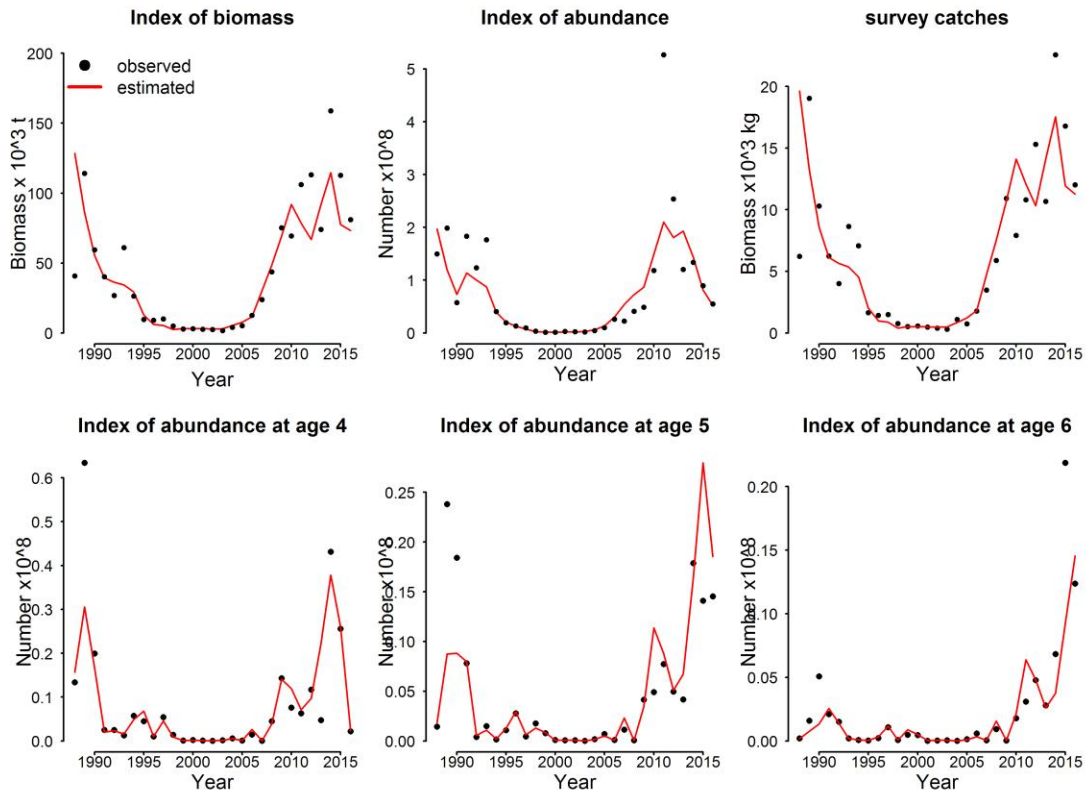 Index of biomass
Index of abundance
survey catches
observed
estimated
Biomass x 10^3 t
200
150
100
50
0
1990 1995 2000 2005 2010 2015
Year
Number x10^8
5
4
3
2
1
0
1990 1995 2000 2005 2010 2015
Year
Biomass x10^3 kg
20
15
10
5
0
1990 1995 2000 2005 2010 2015
Year
Index of abundance at age 4
Index of abundance at age 5
Index of abundance at age 6
Number x10^8
0.6
0.5
0.4
0.3
0.2
0.1
0.0
1990 1995 2000 2005 2010 2015
Year
Number x10^8
0.25
0.20
0.15
0.10
0.05
0.00
1990 1995 2000 2005 2010 2015
Year
Number x10^8
0.20
0.15
0.10
0.05
0.00
1990 1995 2000 2005 2010 2015
Year